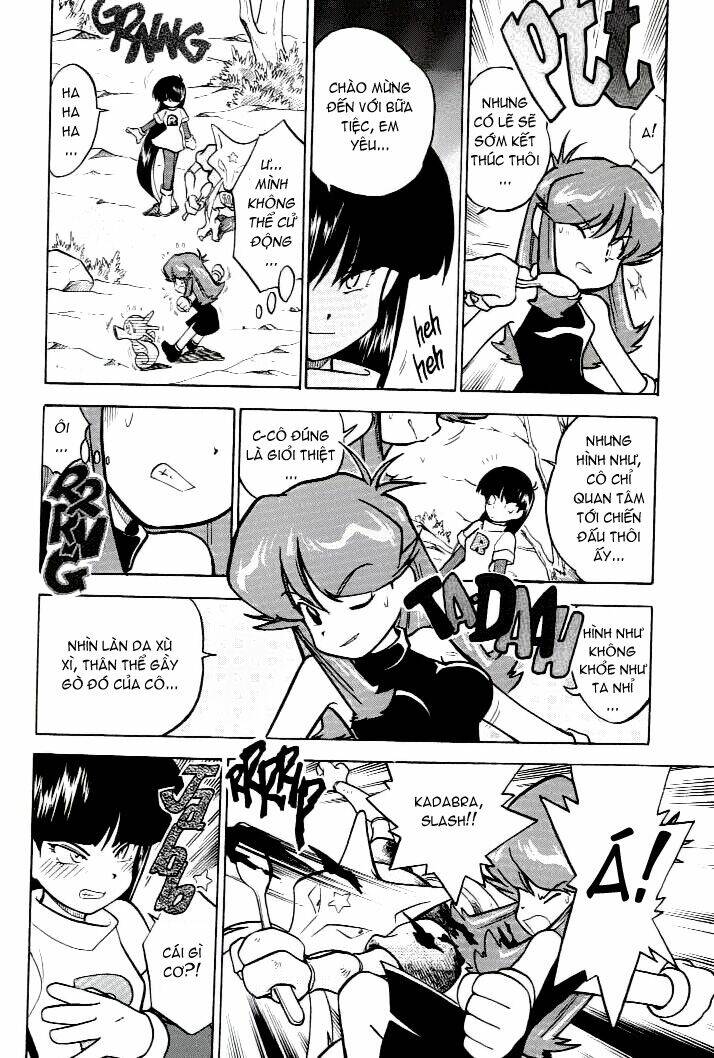 GRNNG
HA
HA
HA
...
Ư...
MÌNH
KHÔNG
THỂ CỬ
ĐỘNG
...
CHÀO MỪNG
ĐẾN VỚI BỮA
TIỆC, EM
YÊU...
heh
heh
ptt
NHƯNG
CÓ LẼ SẼ
SỚM KẾT
THÚC THÔI
...
Á!
ÔI
...
RRRNG
C-CÔ ĐÚNG
LÀ GIỎI THIỆT
...
NHƯNG
HÌNH NHƯ,
CÔ CHỈ
QUAN TÂM
TỚI CHIẾN
ĐẤU THÔI
ẤY...
R
NHÌN LÀN DA XÙ
XÌ, THÂN THỂ GẦY
GÒ ĐÓ CỦA CÔ...
TADAAH
HÌNH NHƯ
KHÔNG
KHỎE NHƯ
TA NHỈ
...
CÁI GÌ
CƠ?!
KADABRA,
SLASH!!
Á!